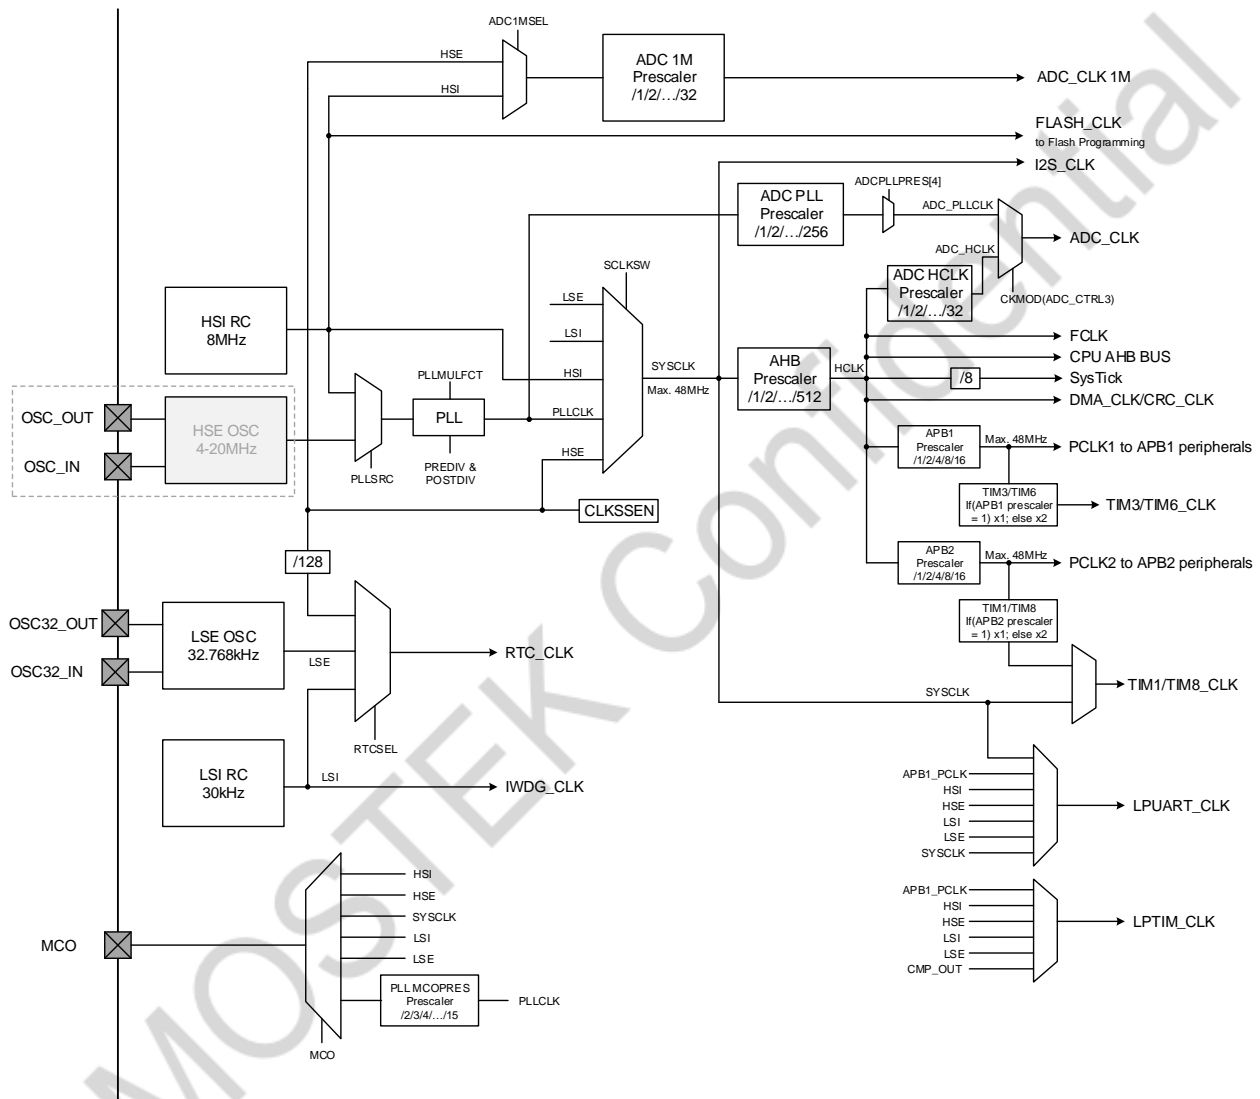 ADC1MSEL
HSE
HSI
ADC 1M
Prescaler
/1/2/…/32
ADC_CLK 1M
FLASH_CLK
to Flash Programming
I2S_CLK
ADC PLL
Prescaler
/1/2/…/256
ADCPLLPRES[4]
ADC_PLLCLK
ADC_CLK
ADC_HCLK
ADC HCLK
Prescaler
/1/2/…/32
CKMOD(ADC_CTRL3)
HSI RC
8MHz
SCLKSW
LSE
LSI
HSI
PLLCLK
HSE
SYSCLK
Max. 48MHz
AHB
Prescaler
/1/2/…/512
HCLK
FCLK
CPU AHB BUS
/8
SysTick
DMA_CLK/CRC_CLK
OSC_OUT
OSC_IN
HSE OSC
4-20MHz
PLLSRC
PLLMULFCT
PLL
PREDIV &
POSTDIV
CLKSSEN
APB1
Prescaler
/1/2/4/8/16
Max. 48MHz
PCLK1 to APB1 peripherals
TIM3/TIM6
If(APB1 prescaler
= 1) x1; else x2
TIM3/TIM6_CLK
APB2
Prescaler
/1/2/4/8/16
Max. 48MHz
PCLK2 to APB2 peripherals
TIM1/TIM8
If(APB2 prescaler
= 1) x1; else x2
TIM1/TIM8_CLK
SYSCLK
/128
OSC32_OUT
OSC32_IN
LSE OSC
32.768kHz
LSE
RTC_CLK
RTCSEL
LSI RC
30kHz
LSI
IWDG_CLK
APB1_PCLK
HSI
HSE
LSI
LSE
SYSCLK
LPUART_CLK
APB1_PCLK
HSI
HSE
LSI
LSE
CMP_OUT
LPTIM_CLK
MCO
HSI
HSE
SYSCLK
LSI
LSE
PLL MCOPRES
Prescaler
/2/3/4/…/15
PLLCLK
MCO
MOSTEK Confidential